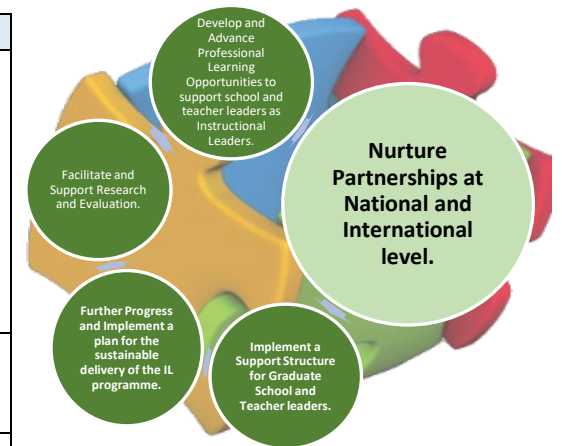 Develop and
Advance
Professional
Learning
Opportunities to
support school and
teacher leaders as
Instructional
Leaders.
Nurture
Partnerships at
National and
International
level.
Facilitate and
Support Research
and Evaluation.
Further Progress
and Implement a
plan for the
sustainable
delivery of the IL
programme.
Implement a
Support Structure
for Graduate
School and
Teacher leaders.